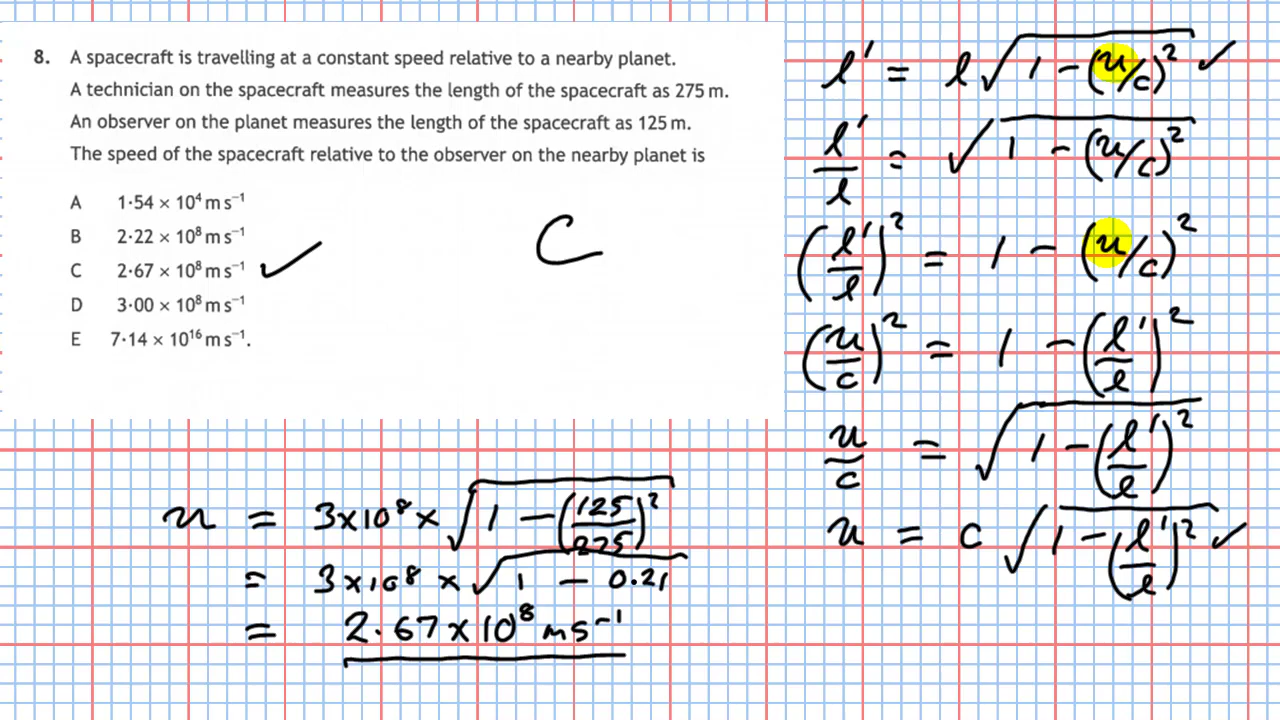 8. A spacecraft is travelling at a constant speed relative to a nearby planet.
A technician on the spacecraft measures the length of the spacecraft as 275 m.
An observer on the planet measures the length of the spacecraft as 125 m.
The speed of the spacecraft relative to the observer on the nearby planet is
A 1·54 × 10⁴ m s⁻¹
B 2·22 × 10⁸ m s⁻¹
C 2·67 × 10⁸ m s⁻¹ ✓
D 3·00 × 10⁸ m s⁻¹
E 7·14 × 10¹⁶ m s⁻¹.
C
u = 3×10⁸ × √(1 − (125/275)²)
= 3×10⁸ × √(1 − 0.21)
= 2.67 × 10⁸ ms⁻¹
l' = l √(1 − (u/c)²) ✓
l'/l = √(1 − (u/c)²)
(l'/l)² = 1 − (u/c)²
(u/c)² = 1 − (l'/l)²
u/c = √(1 − (l'/l)²)
u = c √(1 − (l'/l)²) ✓